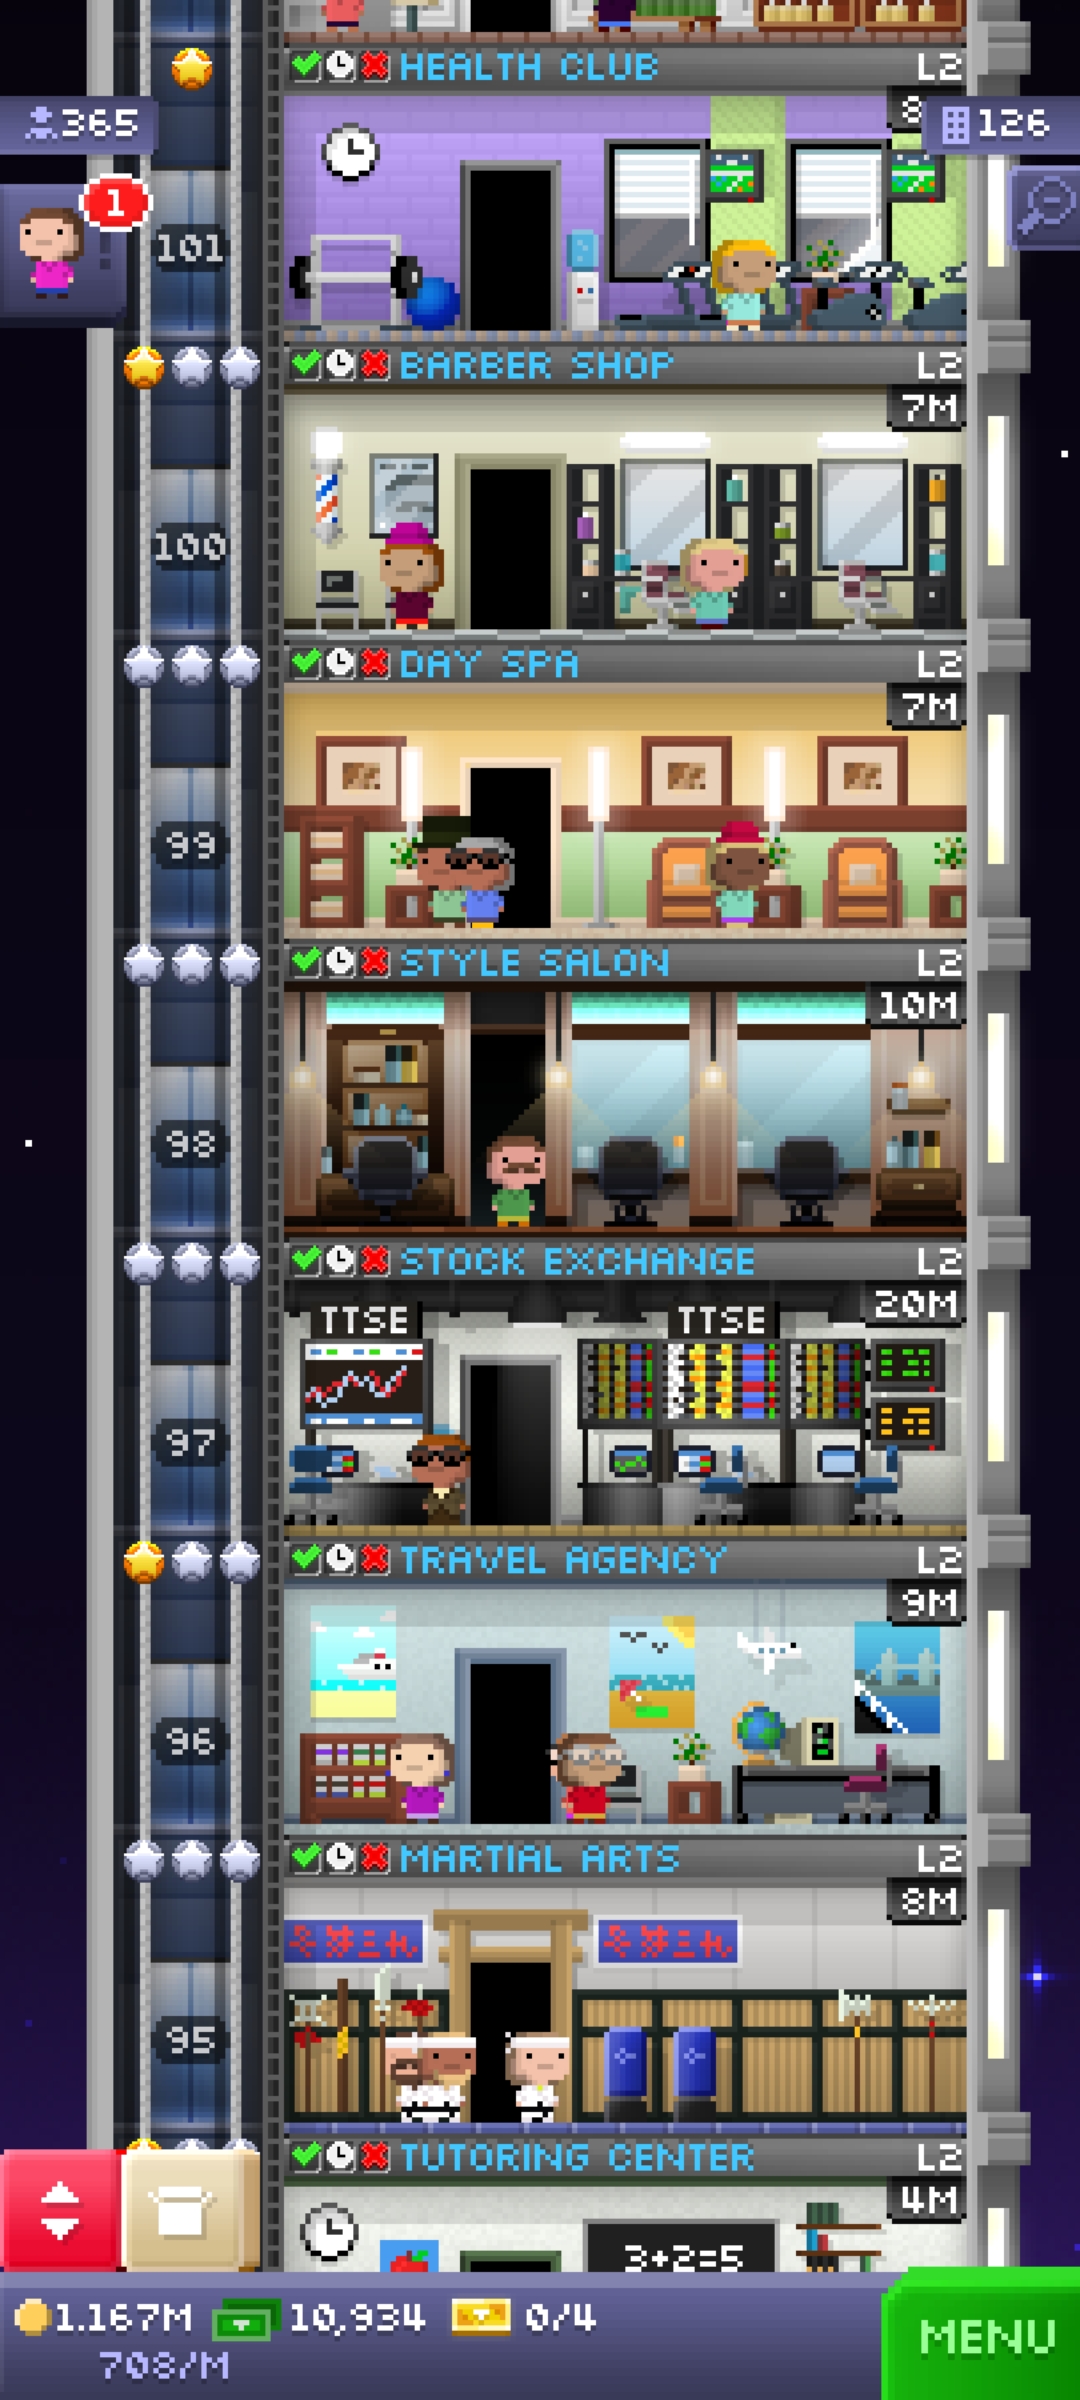 HEALTH CLUB L2
8
365
126
1
101
BARBER SHOP L2
7M
100
DAY SPA L2
7M
99
STYLE SALON L2
10M
98
STOCK EXCHANGE L2
20M
TTSE TTSE
97
TRAVEL AGENCY L2
9M
96
MARTIAL ARTS L2
8M
95
TUTORING CENTER L2
4M
3+2=5
1.167M 10,934 0/4
708/M
MENU